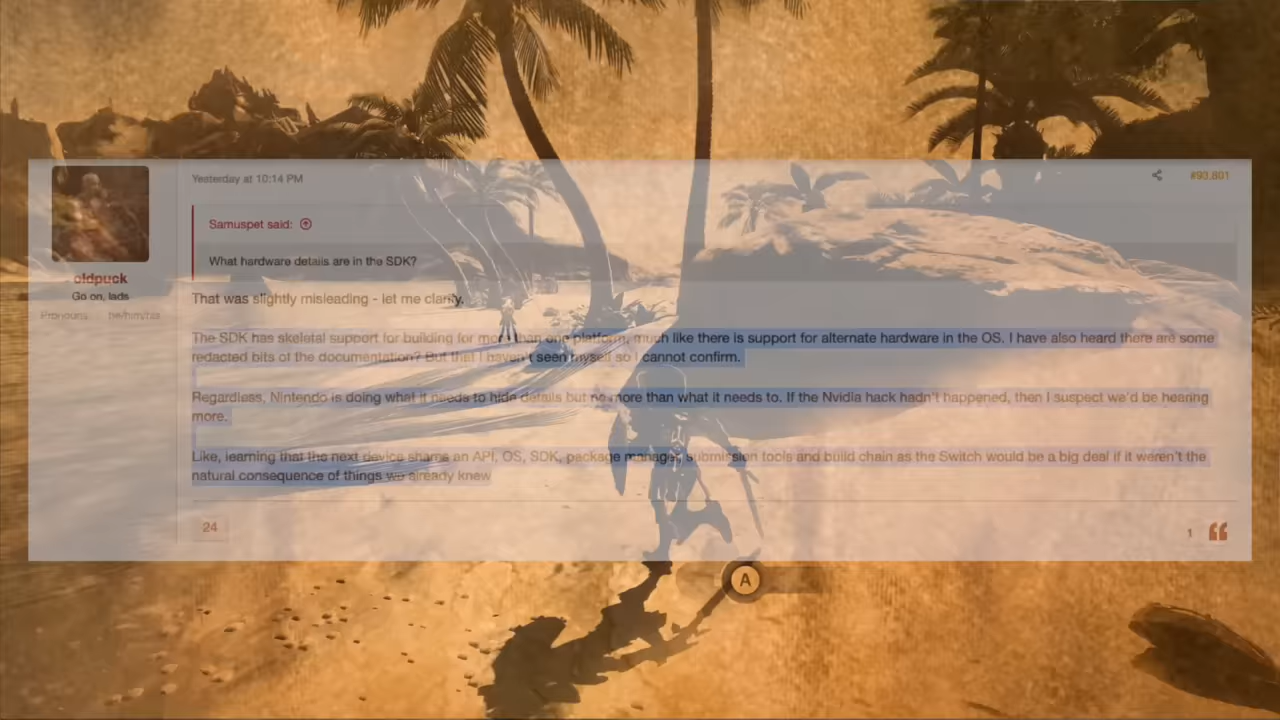 Yesterday at 10:14 PM
#93,801
Samuspet said:
What hardware details are in the SDK?
oldpuck
Go on, lads
Pronouns he/him/his
That was slightly misleading - let me clarify.
The SDK has skeletal support for building for more than one platform, much like there is support for alternate hardware in the OS. I have also heard there are some
redacted bits of the documentation? But that I haven't seen myself so I cannot confirm.
Regardless, Nintendo is doing what it needs to hide details but no more than what it needs to. If the Nvidia hack hadn't happened, then I suspect we'd be hearing
more.
Like, learning that the next device shares an API, OS, SDK, package manager, submission tools and build chain as the Switch would be a big deal if it weren't the
natural consequence of things we already knew
24
1
A